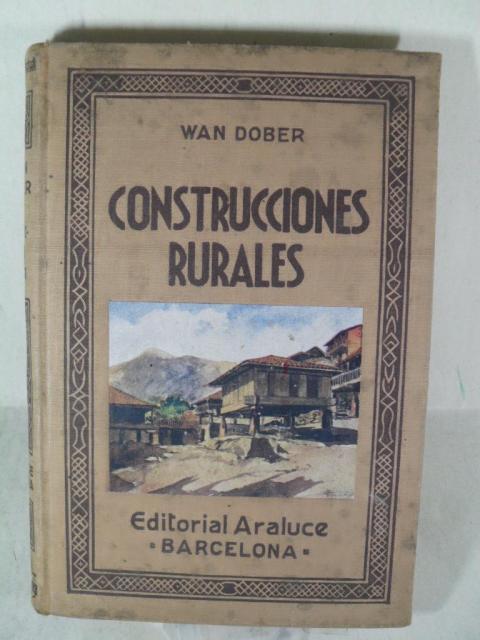 WAN DOBER
CONSTRUCCIONES
RURALES
Editorial Araluce
· BARCELONA ·